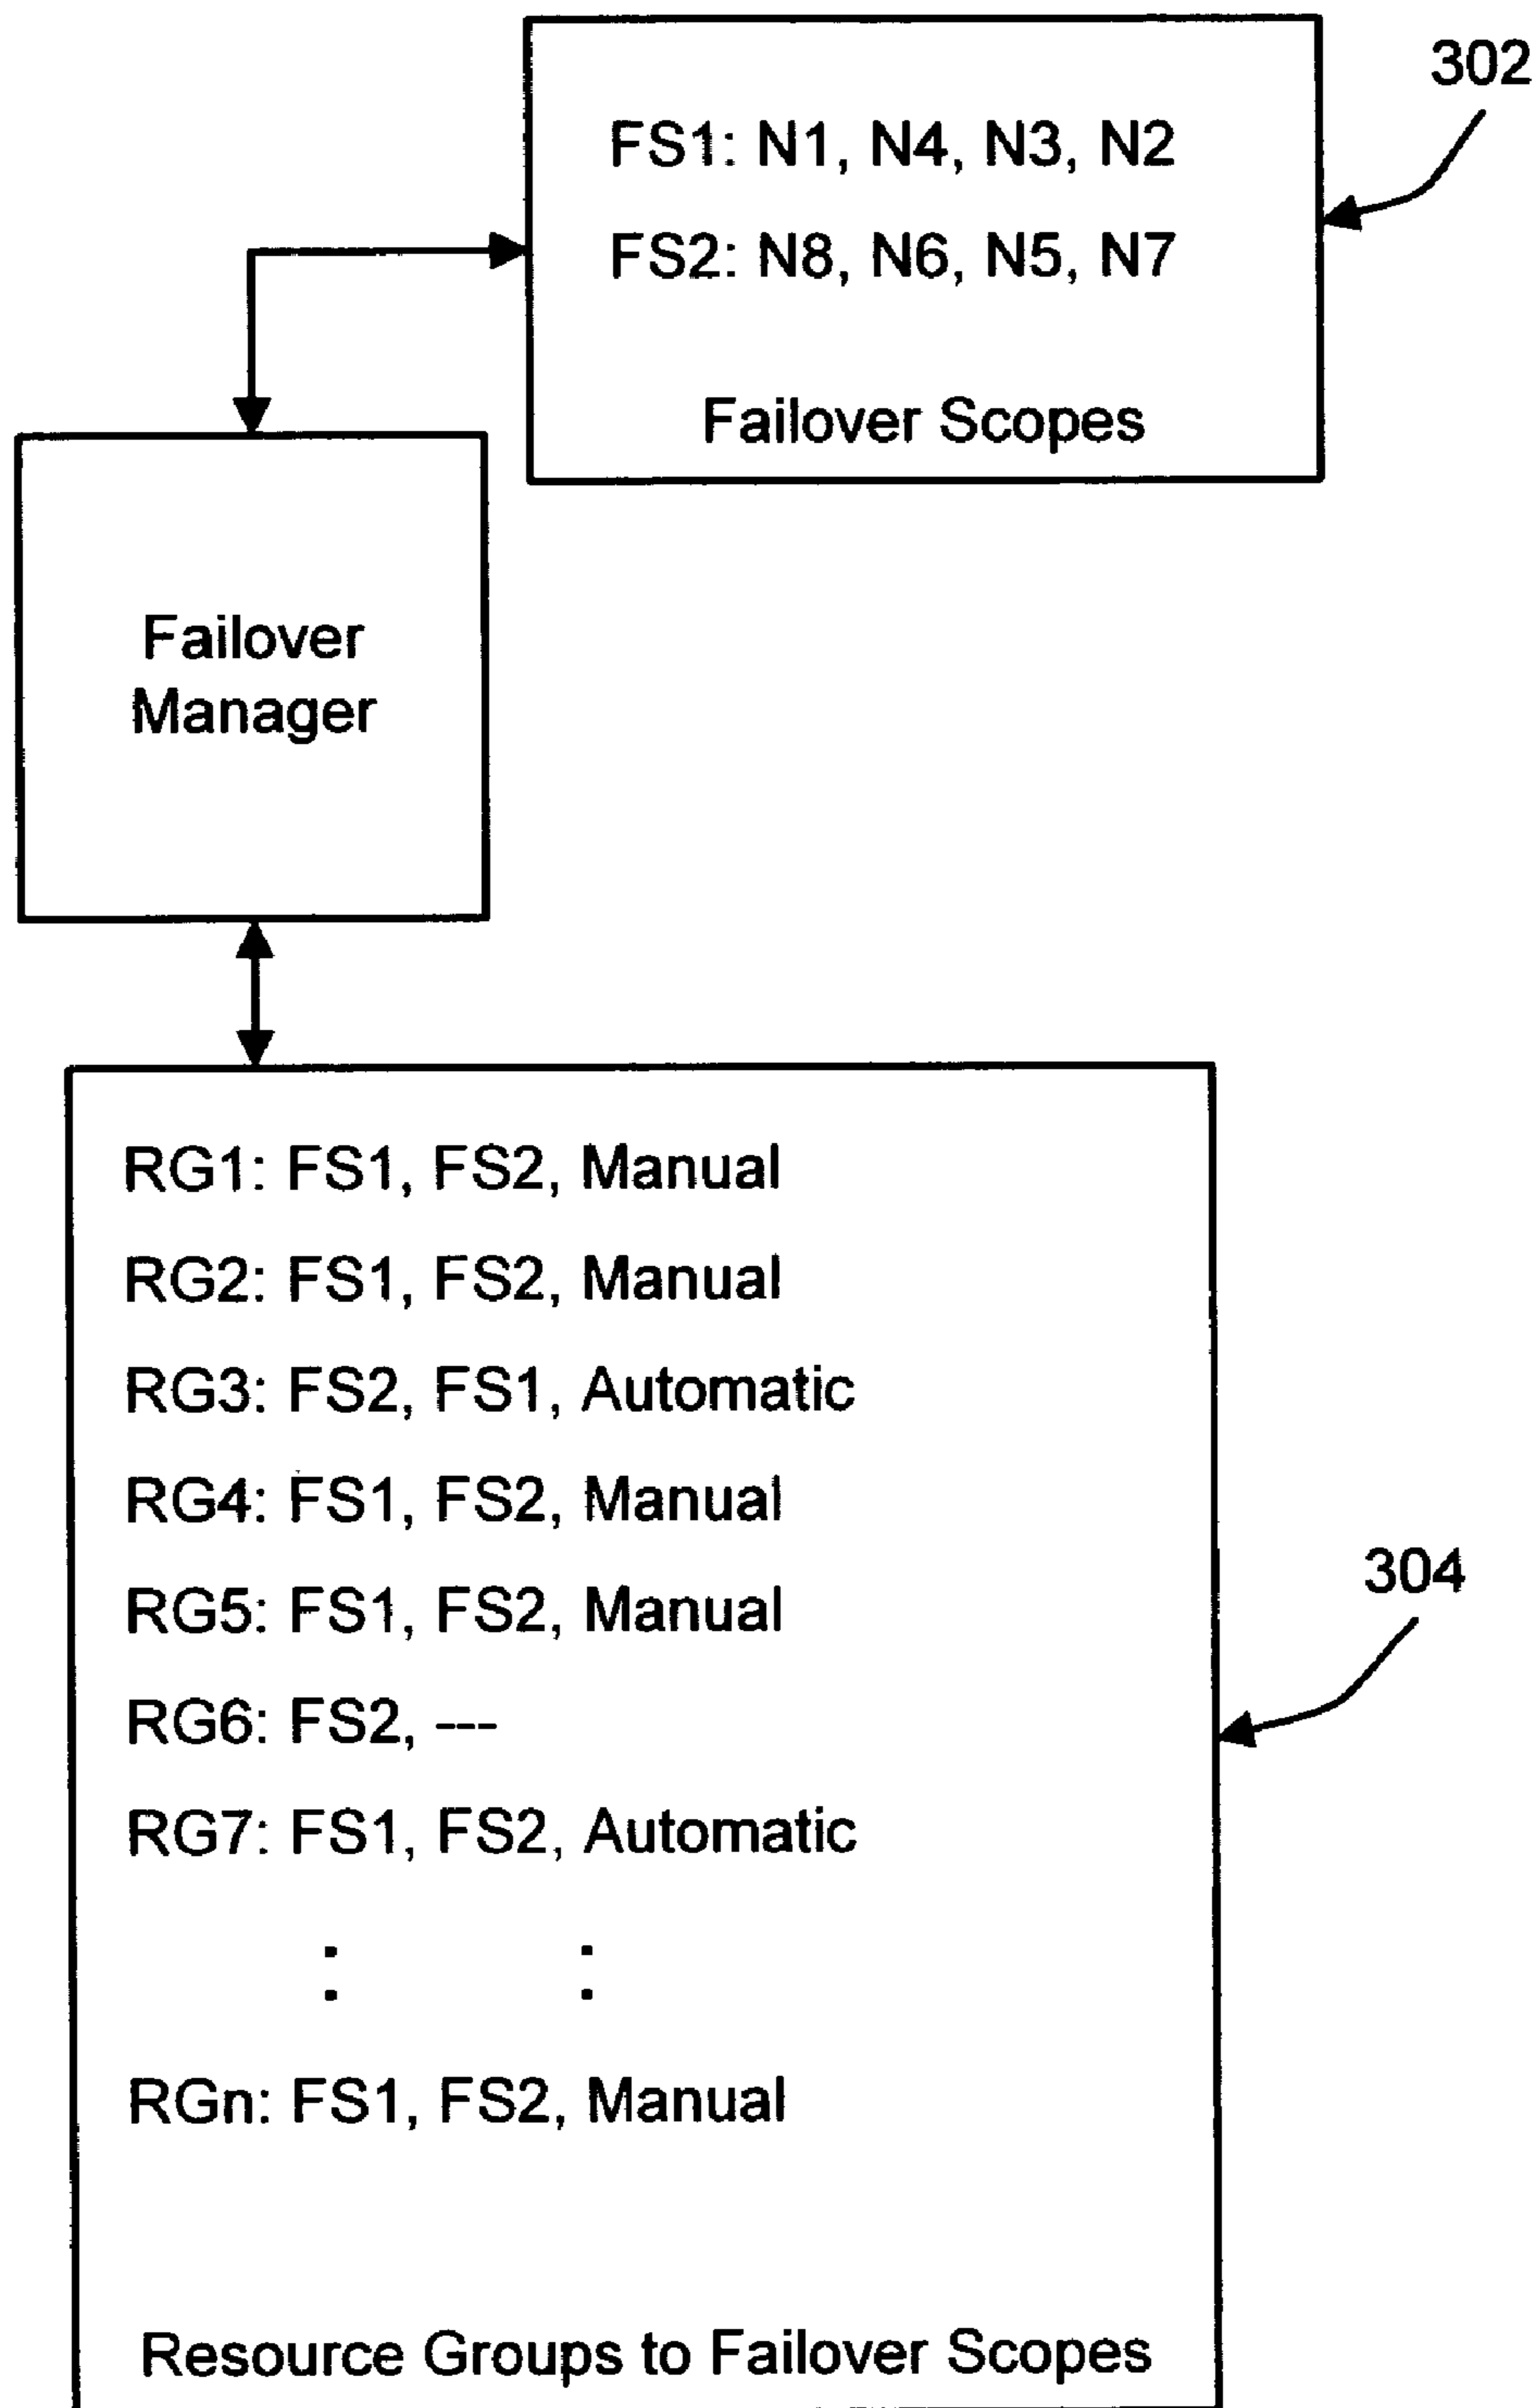 302
FS1: N1, N4, N3, N2
FS2: N8, N6, N5, N7
Failover Scopes
Failover
Manager
RG1: FS1, FS2, Manual
RG2: FS1, FS2, Manual
RG3: FS2, FS1, Automatic
RG4: FS1, FS2, Manual
RG5: FS1, FS2, Manual
304
RG6: FS2, ---
RG7: FS1, FS2, Automatic
: :
RGn: FS1, FS2, Manual
Resource Groups to Failover Scopes